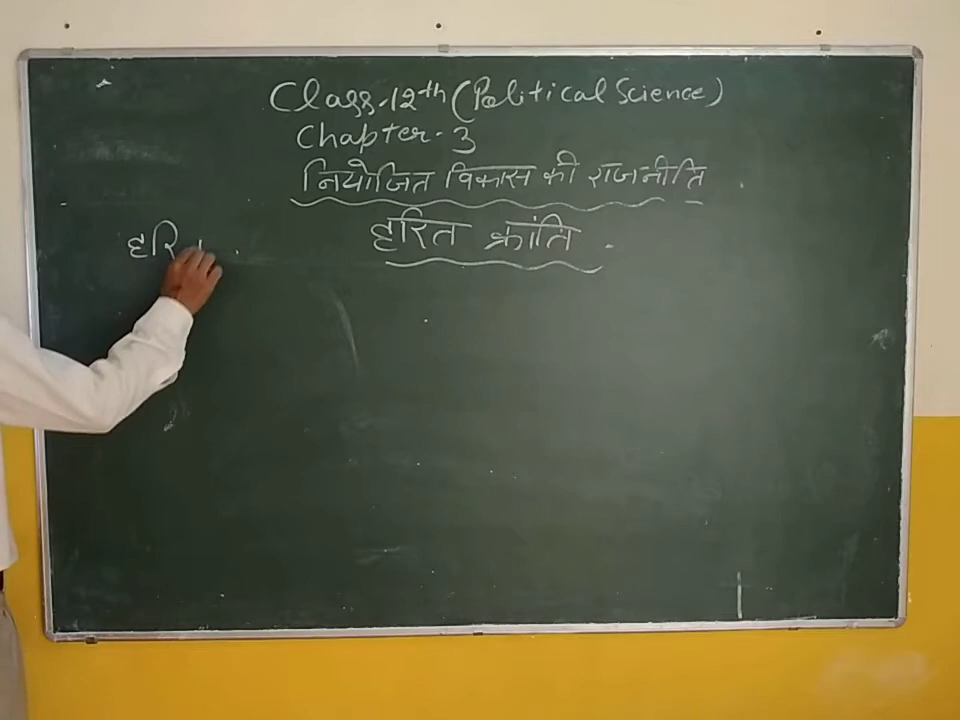 Class-12th (Political Science)
Chapter-3
नियोजित विकास की राजनीति
हरित क्रांति
हरि